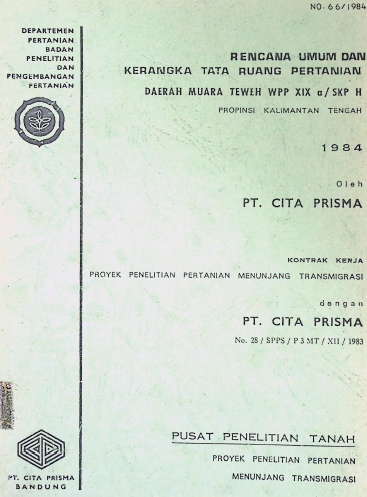 NO. 66/1984
DEPARTEMEN
PERTANIAN
BADAN
PENELITIAN
DAN
PENGEMBANGAN
PERTANIAN
RENCANA UMUM DAN
KERANGKA TATA RUANG PERTANIAN
DAERAH MUARA TEWEH WPP XIX a/SKP H
PROPINSI KALIMANTAN TENGAH
1984
Oleh
PT. CITA PRISMA
KONTRAK KERJA
PROYEK PENELITIAN PERTANIAN MENUNJANG TRANSMIGRASI
dengan
PT. CITA PRISMA
No. 28 / SPPS / P 3 MT / XII / 1983
PT. CITA PRISMA
BANDUNG
PUSAT PENELITIAN TANAH
PROYEK PENELITIAN PERTANIAN
MENUNJANG TRANSMIGRASI